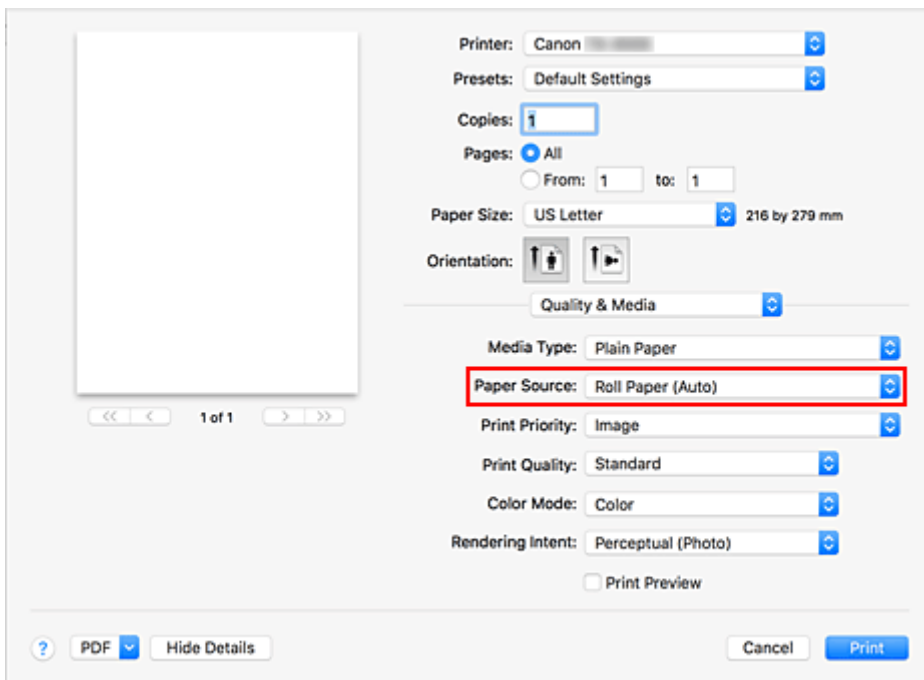 Printer: Canon
Presets: Default Settings
Copies: 1
Pages: All
From: 1 to: 1
Paper Size: US Letter 216 by 279 mm
Orientation:
Quality & Media
Media Type: Plain Paper
Paper Source: Roll Paper (Auto)
<< < 1 of 1 > >>
Print Priority: Image
Print Quality: Standard
Color Mode: Color
Rendering Intent: Perceptual (Photo)
Print Preview
? PDF Hide Details Cancel Print